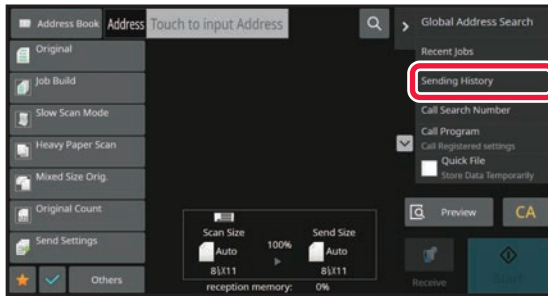 Address Book
Address
Touch to input Address
Original
Job Build
Slow Scan Mode
Heavy Paper Scan
Mixed Size Orig.
Original Count
Send Settings
Others
Scan Size
Auto
8½X11
100%
Send Size
Auto
8½X11
reception memory: 0%
Global Address Search
Recent Jobs
Sending History
Call Search Number
Call Program
Call Registered settings
Quick File
Store Data Temporarily
Preview
CA
Receive
Start